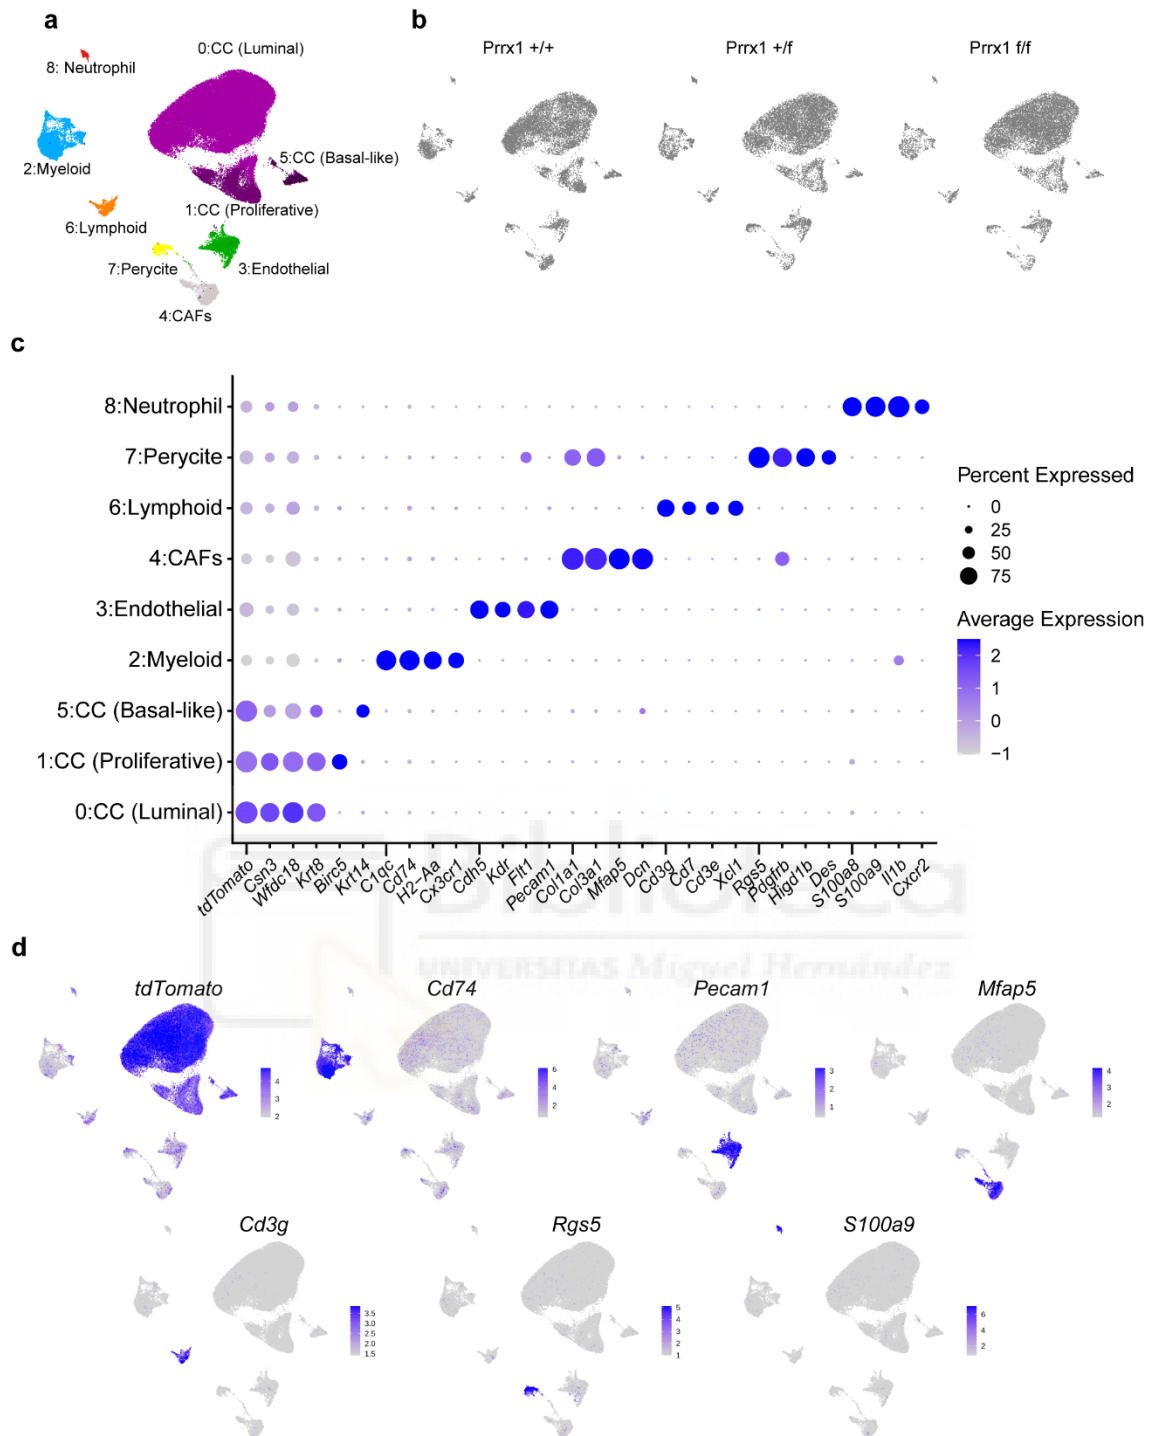 a
0:CC (Luminal)
8: Neutrophil
2:Myeloid
5:CC (Basal-like)
1:CC (Proliferative)
6:Lymphoid
7:Perycite
3:Endothelial
4:CAFs
b
Prrx1 +/+
Prrx1 +/f
Prrx1 f/f
c
8:Neutrophil
7:Perycite
6:Lymphoid
4:CAFs
3:Endothelial
2:Myeloid
5:CC (Basal-like)
1:CC (Proliferative)
0:CC (Luminal)
tdTomato
Csn3
Wfdc18
Krt8
Birc5
Krt14
C1qc
Cd74
H2-Aa
Cx3cr1
Cdh5
Kdr
Flt1
Pecam1
Col1a1
Col3a1
Mfap5
Dcn
Cd3g
Cd7
Cd3e
Xcl1
Rgs5
Pdgfrb
Higd1b
Des
S100a8
S100a9
Il1b
Cxcr2
Percent Expressed
0
25
50
75
Average Expression
2
1
0
-1
Biblioteca
UNIVERSITAS Miguel Hernández
d
tdTomato
4
3
2
Cd74
6
4
2
Pecam1
3
2
1
Mfap5
4
3
2
Cd3g
3.5
3.0
2.5
2.0
1.5
Rgs5
5
4
3
2
1
S100a9
6
4
2